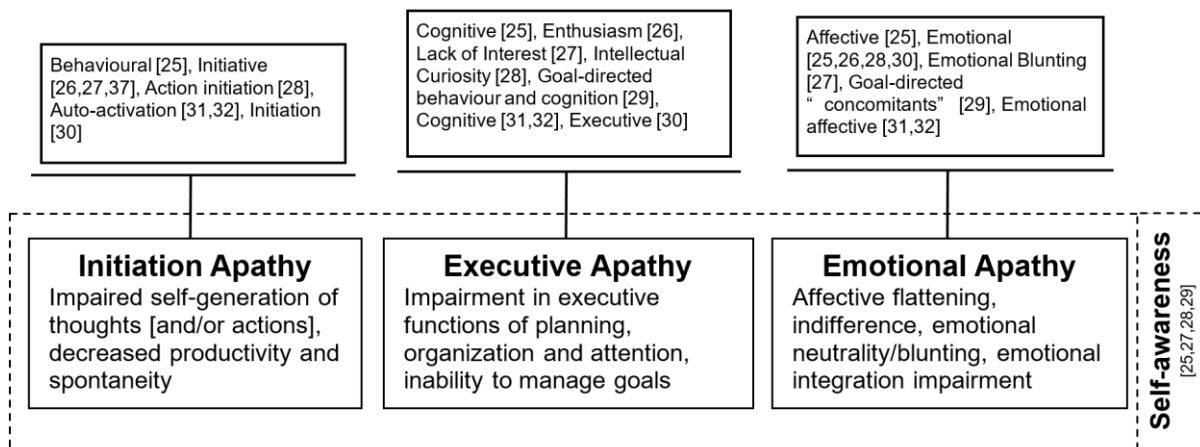 Behavioural [25], Initiative
[26,27,37], Action initiation [28],
Auto-activation [31,32], Initiation
[30]
Cognitive [25], Enthusiasm [26],
Lack of Interest [27], Intellectual
Curiosity [28], Goal-directed
behaviour and cognition [29],
Cognitive [31,32], Executive [30]
Affective [25], Emotional
[25,26,28,30], Emotional Blunting
[27], Goal-directed
“ concomitants” [29], Emotional
affective [31,32]
Initiation Apathy
Impaired self-generation of
thoughts [and/or actions],
decreased productivity and
spontaneity
Executive Apathy
Impairment in executive
functions of planning,
organization and attention,
inability to manage goals
Emotional Apathy
Affective flattening,
indifference, emotional
neutrality/blunting, emotional
integration impairment
Self-awareness
[25,27,28,29]